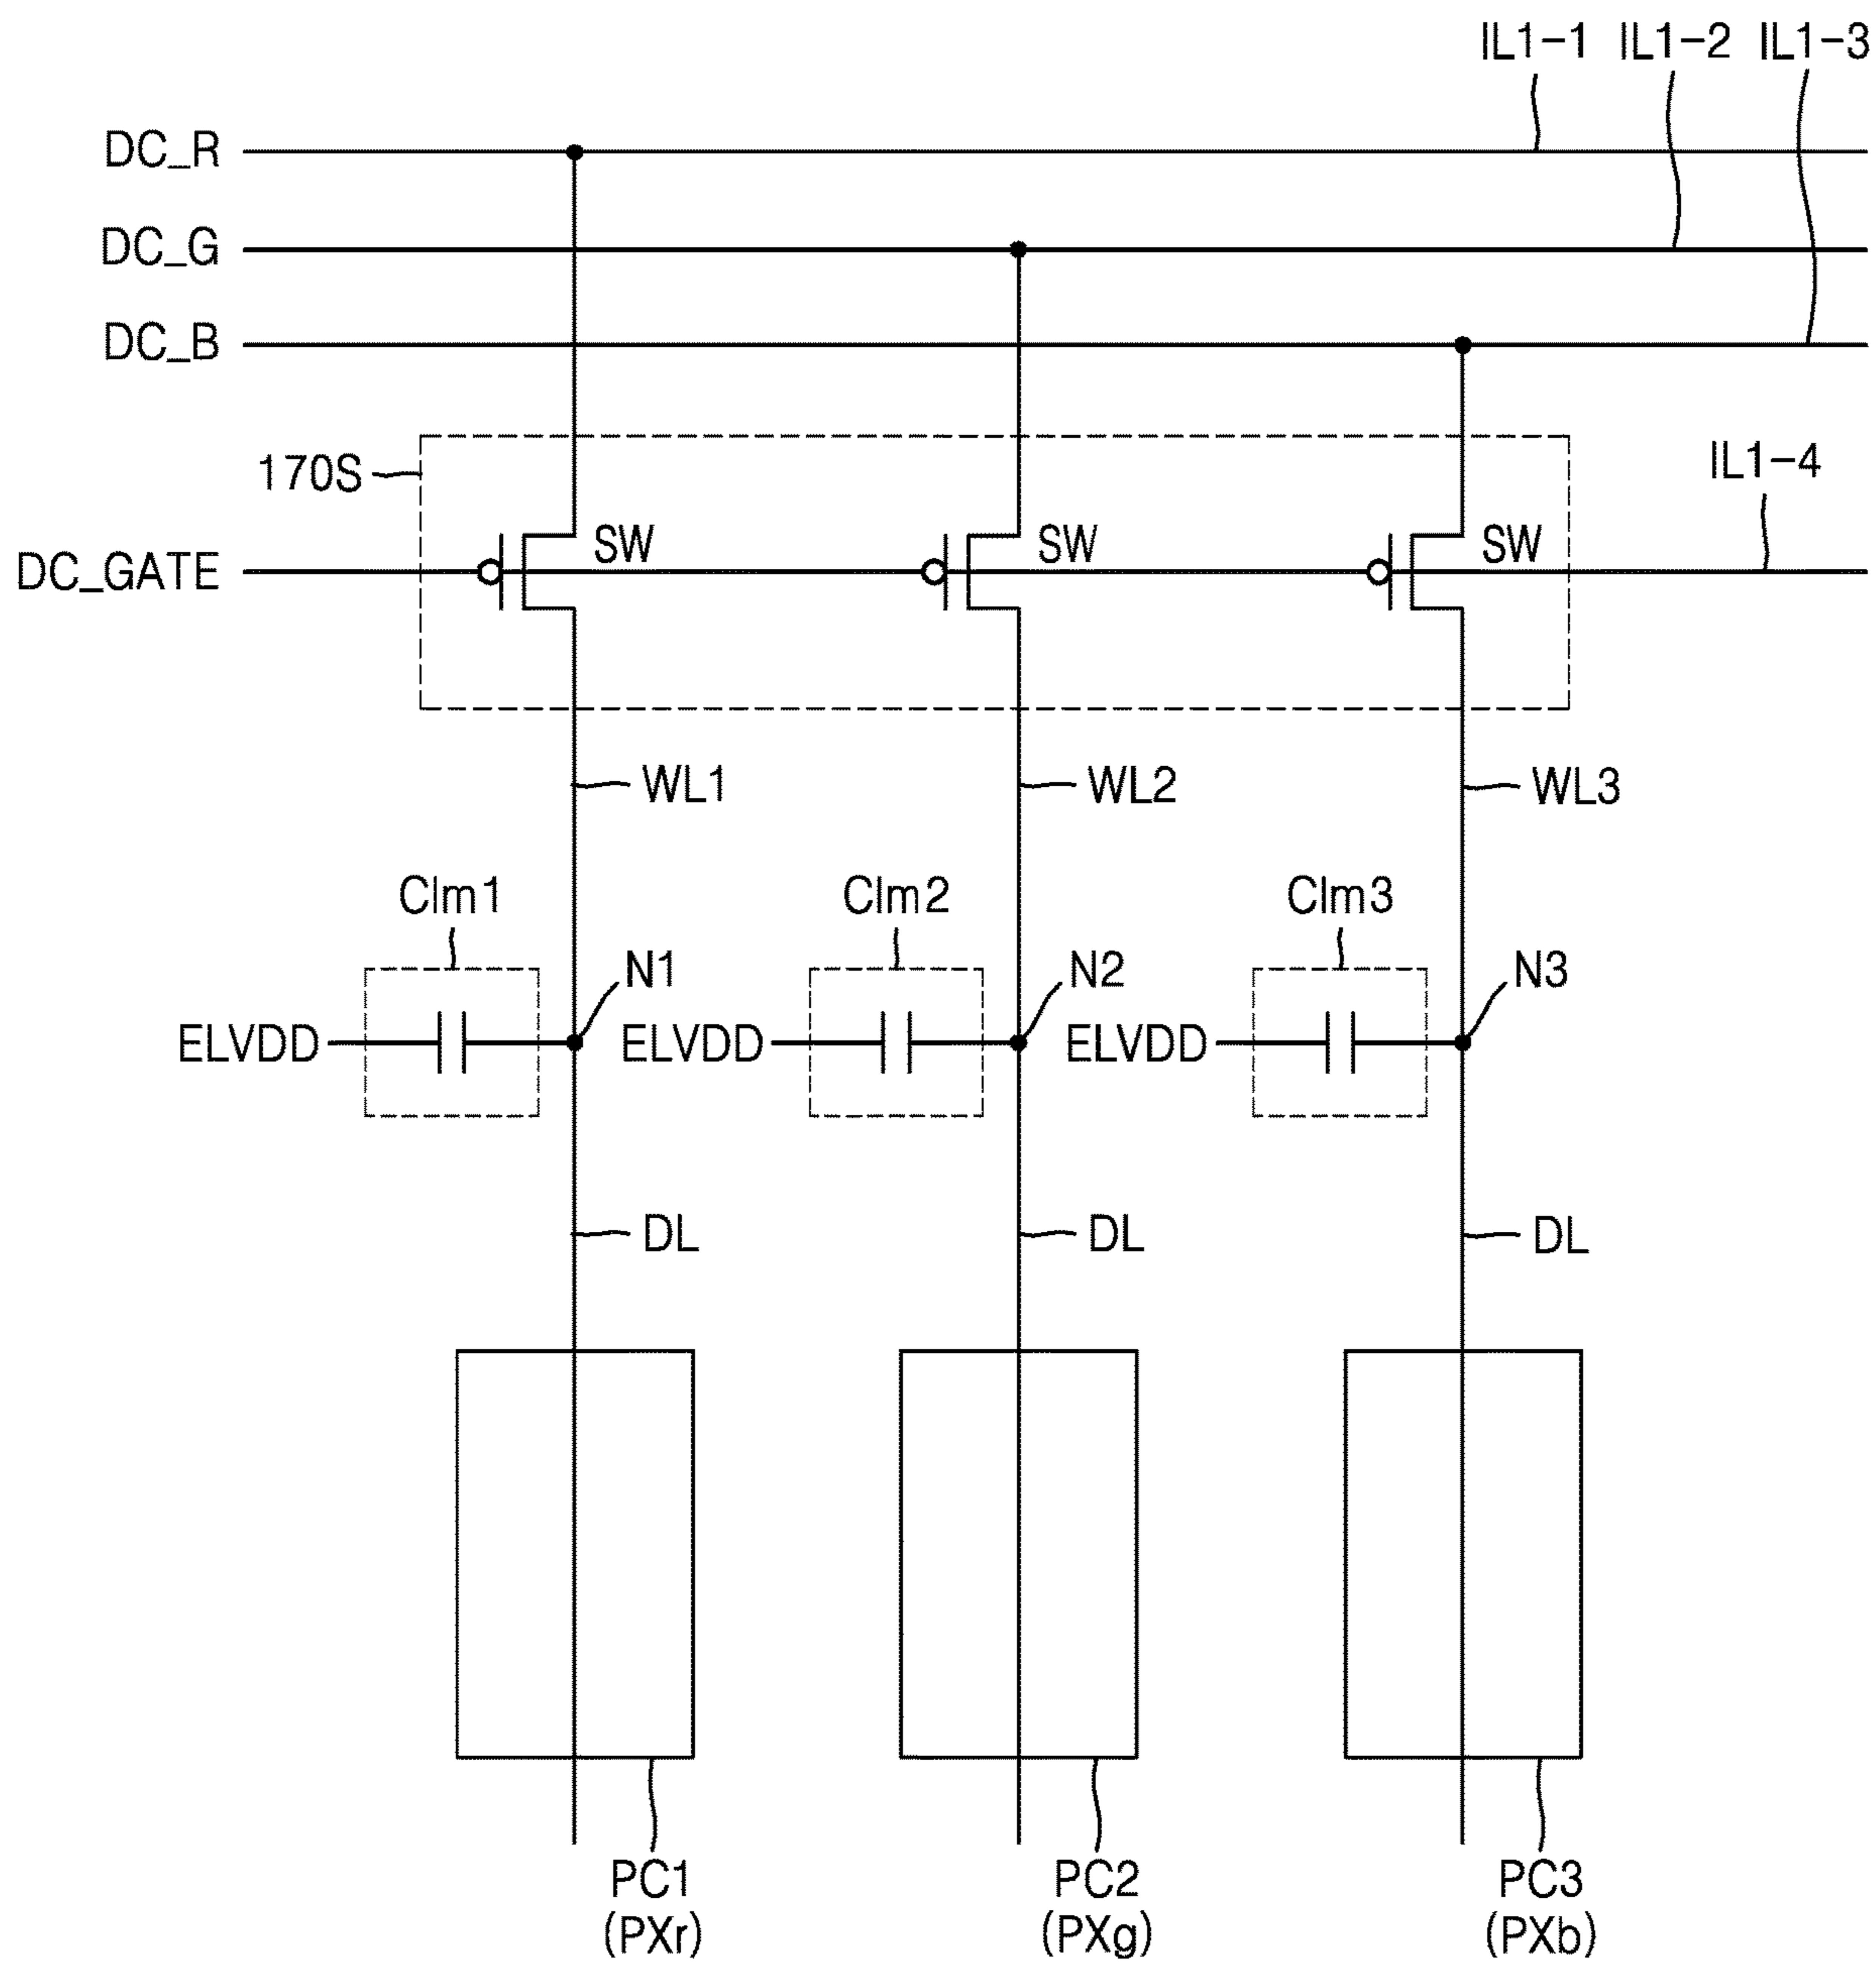 IL1-1 IL1-2 IL1-3
DC_R
DC_G
DC_B
170S
IL1-4
SW SW SW
DC_GATE
WL1 WL2 WL3
Clm1 Clm2 Clm3
N1 N2 N3
ELVDD ELVDD ELVDD
DL DL DL
PC1 PC2 PC3
(PXr) (PXg) (PXb)